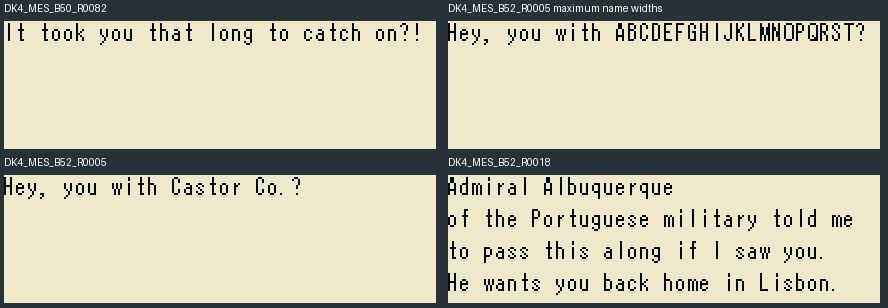 DK4_MES_B50_R0082
It took you that long to catch on?!
DK4_MES_B52_R0005 maximum name widths
Hey, you with ABCDEFGHIJKLMNOPQRST?
DK4_MES_B52_R0005
Hey, you with Castor Co.?
DK4_MES_B52_R0018
Admiral Albuquerque
of the Portuguese military told me
to pass this along if I saw you.
He wants you back home in Lisbon.